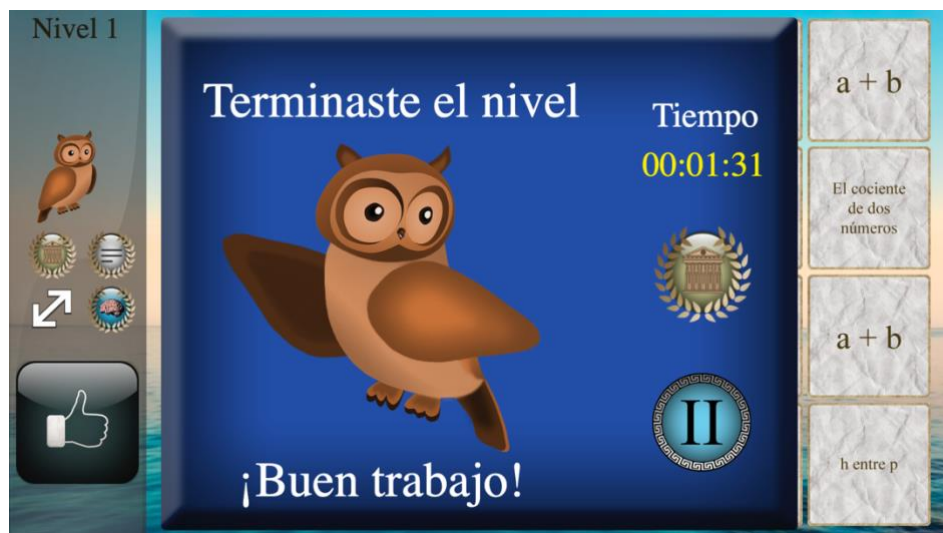 Nivel 1
Terminaste el nivel
Tiempo
00:01:31
II
¡Buen trabajo!
a + b
El cociente
de dos
números
a + b
h entre p